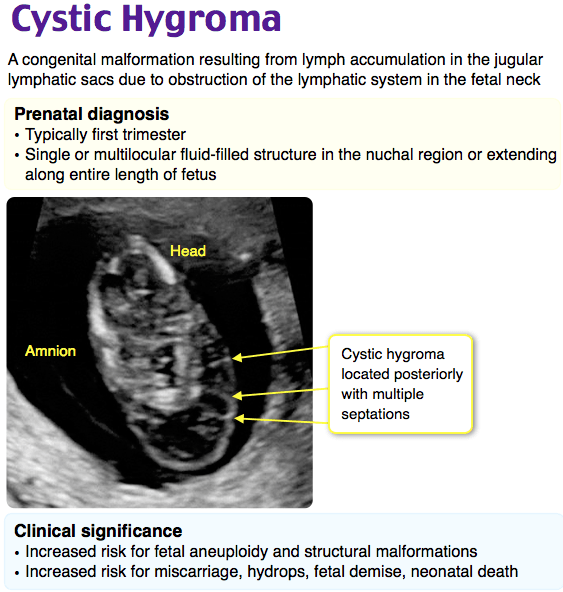 Cystic Hygroma
A congenital malformation resulting from lymph accumulation in the jugular
lymphatic sacs due to obstruction of the lymphatic system in the fetal neck
Prenatal diagnosis
• Typically first trimester
• Single or multilocular fluid-filled structure in the nuchal region or extending
along entire length of fetus
Head
Amnion
Cystic hygroma
located posteriorly
with multiple
septations
Clinical significance
• Increased risk for fetal aneuploidy and structural malformations
• Increased risk for miscarriage, hydrops, fetal demise, neonatal death